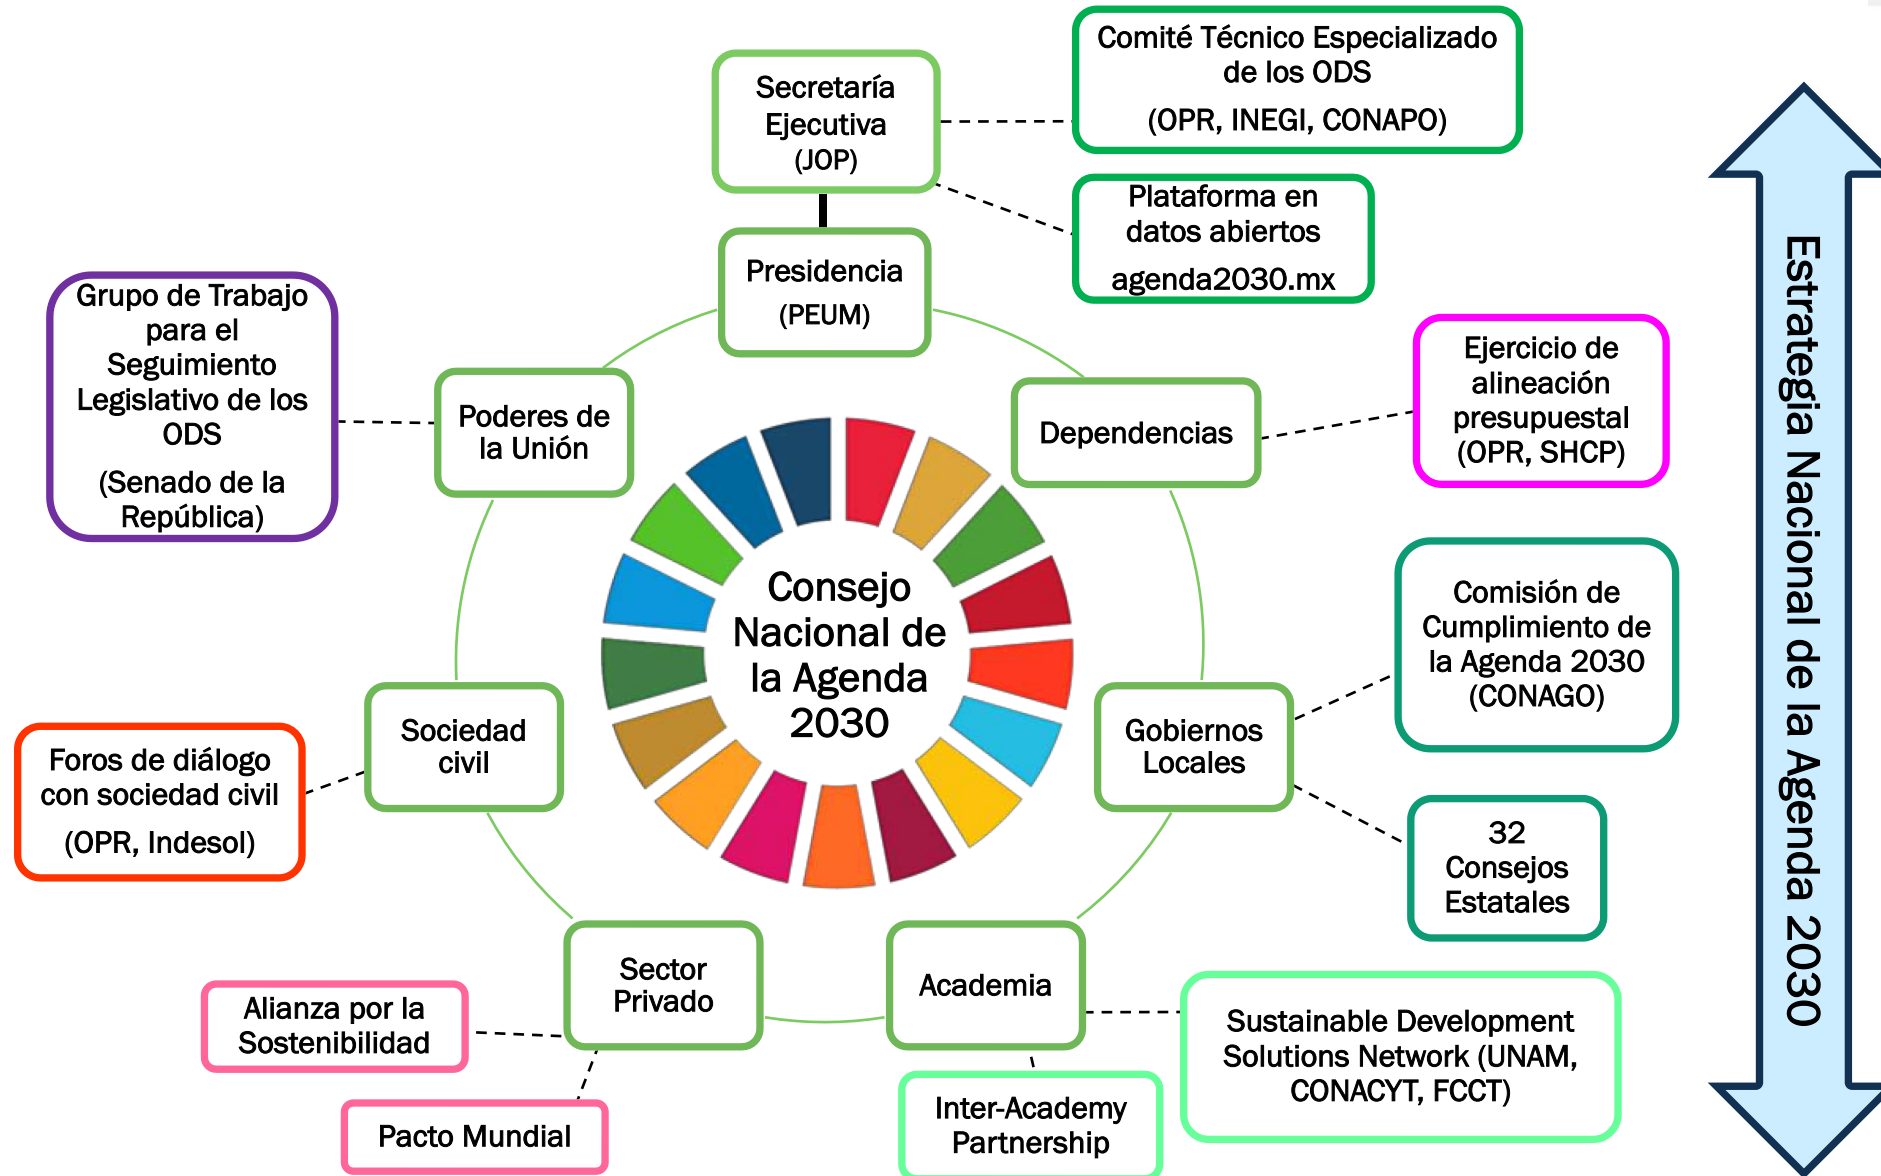 Secretaría
Ejecutiva
(JOP)
Comité Técnico Especializado
de los ODS
(OPR, INEGI, CONAPO)
Plataforma en
datos abiertos
agenda2030.mx
Presidencia
(PEUM)
Grupo de Trabajo
para el
Seguimiento
Legislativo de los
ODS
(Senado de la
República)
Poderes de
la Unión
Dependencias
Ejercicio de
alineación
presupuestal
(OPR, SHCP)
Consejo
Nacional de
la Agenda
2030
Comisión de
Cumplimiento de
la Agenda 2030
(CONAGO)
Sociedad
civil
Gobiernos
Locales
Foros de diálogo
con sociedad civil
(OPR, Indesol)
32
Consejos
Estatales
Sector
Privado
Academia
Alianza por la
Sostenibilidad
Pacto Mundial
Sustainable Development
Solutions Network (UNAM,
CONACYT, FCCT)
Inter-Academy
Partnership
Estrategia Nacional de la Agenda 2030